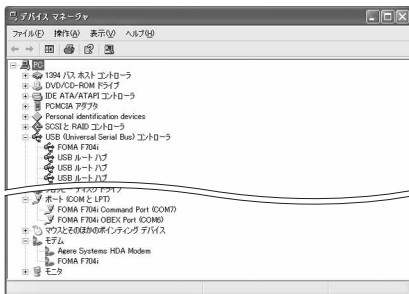 デバイス マネージャ
ファイル(F) 操作(A) 表示(V) ヘルプ(H)
PC
1394 バス ホスト コントローラ
DVD/CD-ROM ドライブ
IDE ATA/ATAPI コントローラ
PCMCIA アダプタ
Personal identification devices
SCSI と RAID コントローラ
USB (Universal Serial Bus) コントローラ
FOMA F704i
USB ルート ハブ
USB ルート ハブ
USB ルート ハブ
ポート (COM と LPT)
FOMA F704i Command Port (COM7)
FOMA F704i OBEX Port (COM6)
マウスとそのほかのポインティング デバイス
モデム
Agere Systems HDA Modem
FOMA F704i
モニタ